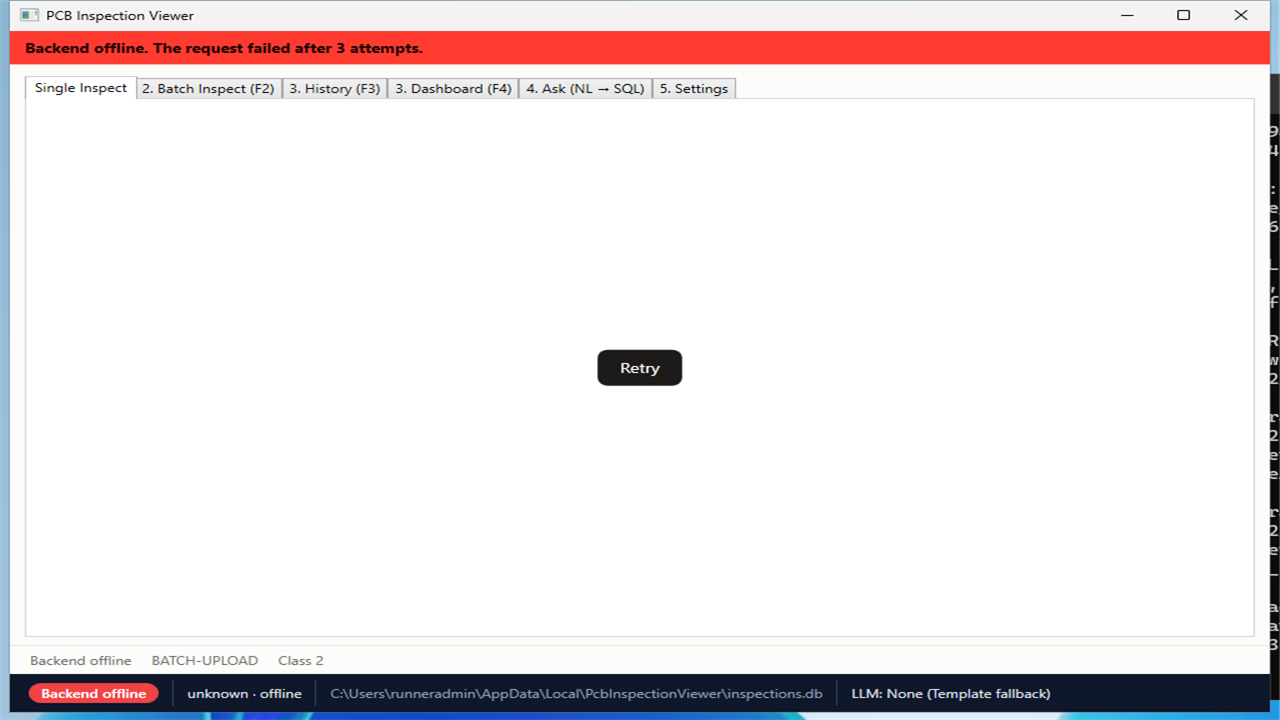 PCB Inspection Viewer
Backend offline. The request failed after 3 attempts.
Single Inspect 2. Batch Inspect (F2) 3. History (F3) 3. Dashboard (F4) 4. Ask (NL → SQL) 5. Settings
Retry
Backend offline BATCH-UPLOAD Class 2
Backend offline unknown · offline C:\Users\runneradmin\AppData\Local\PcbInspectionViewer\inspections.db LLM: None (Template fallback)